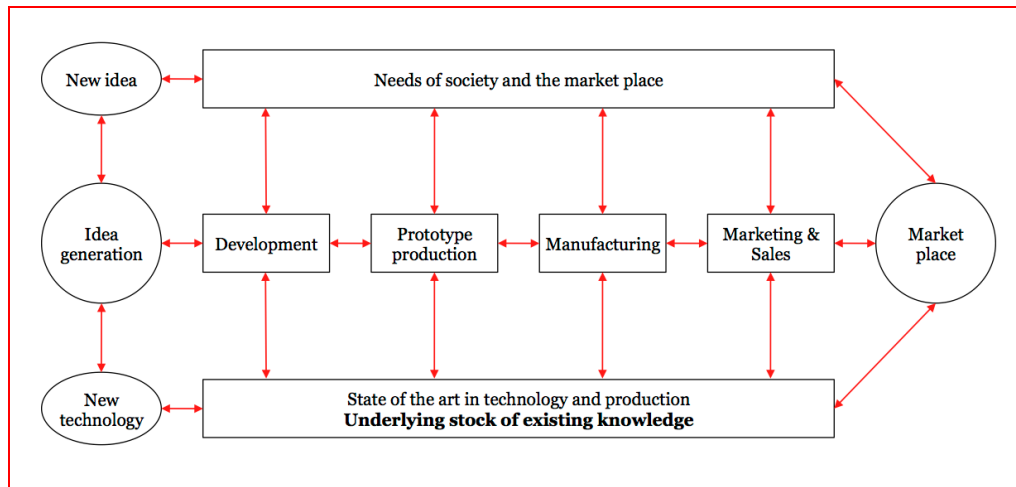 New idea
Needs of society and the market place
Idea
generation
Development
Prototype
production
Manufacturing
Marketing &
Sales
Market
place
New
technology
State of the art in technology and production
Underlying stock of existing knowledge